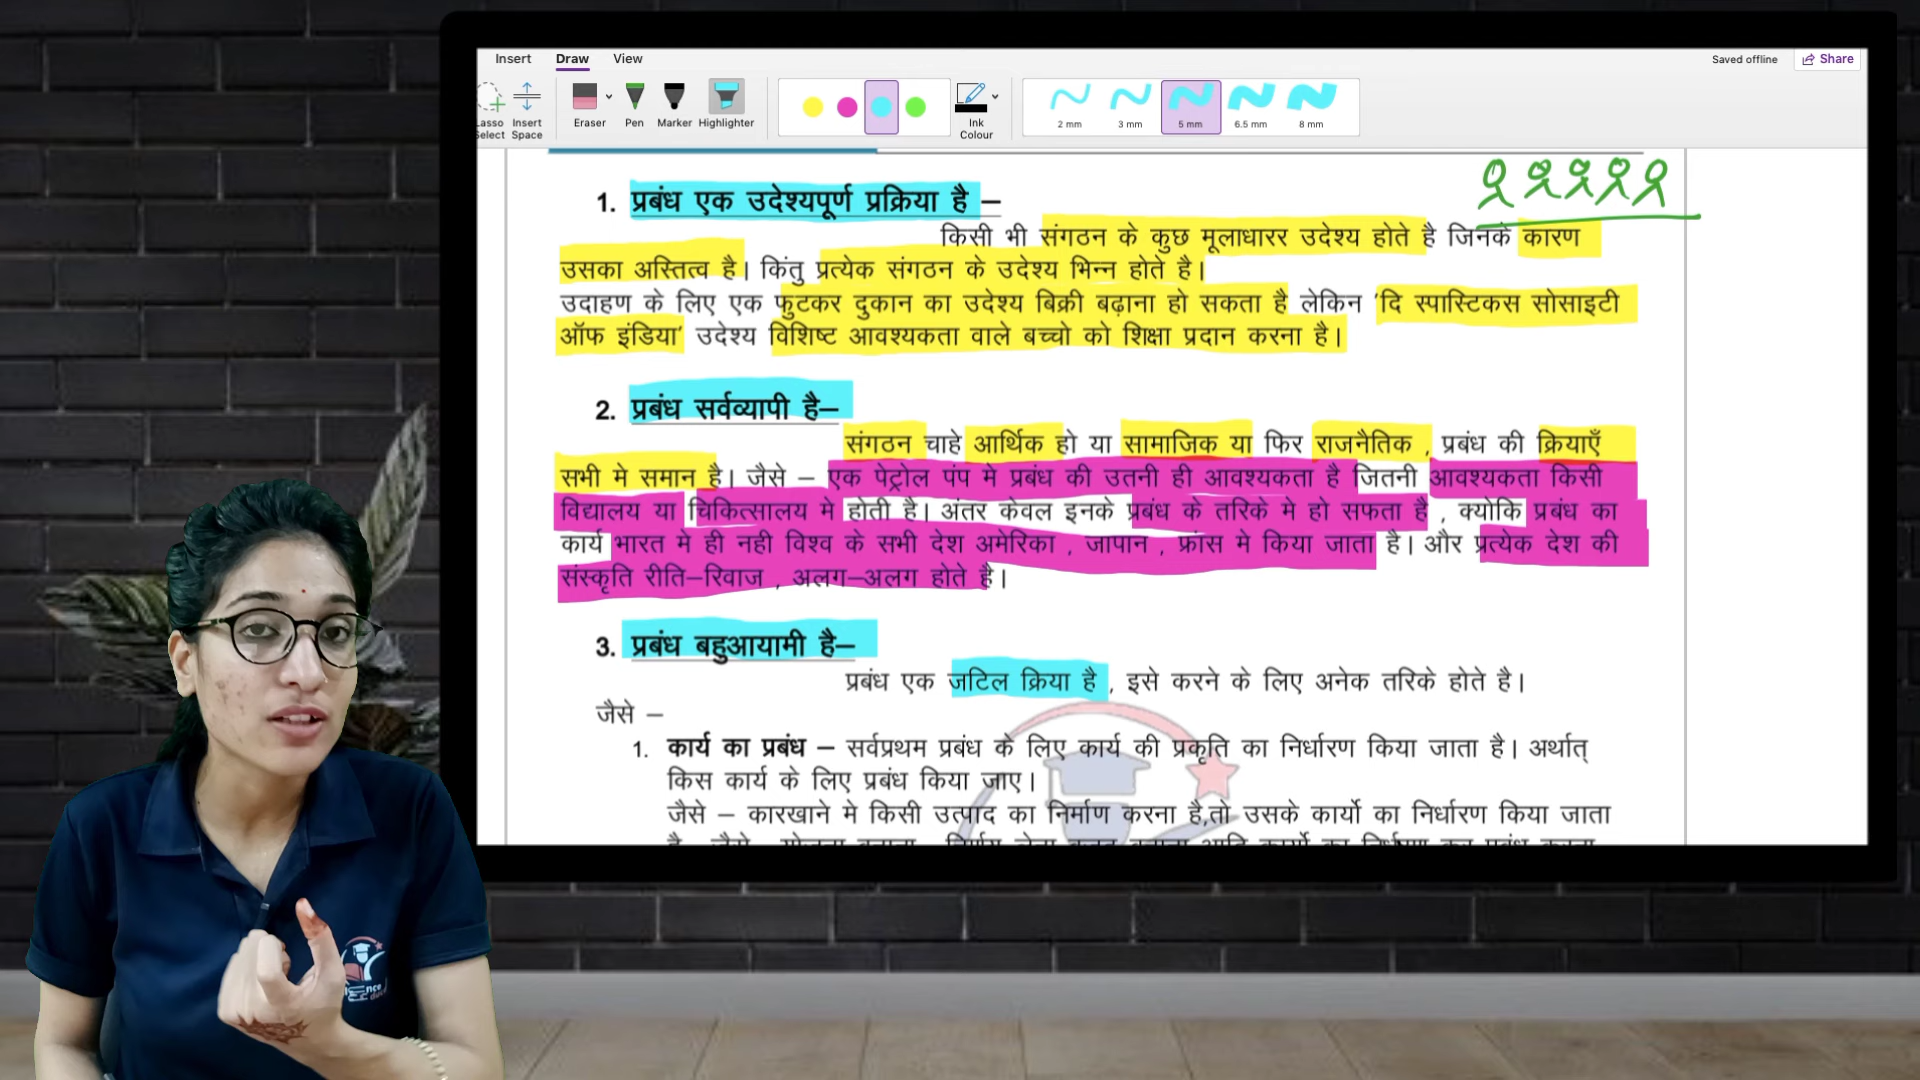 Insert Draw View
Saved offline Share
Lasso Select Insert Space Eraser Pen Marker Highlighter Ink Colour 2 mm 3 mm 5 mm 6.5 mm 8 mm
1. प्रबंध एक उदेश्यपूर्ण प्रक्रिया है –
किसी भी संगठन के कुछ मूलाधारर उदेश्य होते है जिनके कारण
उसका अस्तित्व है। किंतु प्रत्येक संगठन के उदेश्य भिन्न होते है।
उदाहण के लिए एक फुटकर दुकान का उदेश्य बिक्री बढ़ाना हो सकता है लेकिन 'दि स्पास्टिकस सोसाइटी
ऑफ इंडिया' उदेश्य विशिष्ट आवश्यकता वाले बच्चो को शिक्षा प्रदान करना है।
2. प्रबंध सर्वव्यापी है–
संगठन चाहे आर्थिक हो या सामाजिक या फिर राजनैतिक , प्रबंध की क्रियाएँ
सभी मे समान है। जैसे – एक पेट्रोल पंप मे प्रबंध की उतनी ही आवश्यकता है जितनी आवश्यकता किसी
विद्यालय या चिकित्सालय मे होती है। अंतर केवल इनके प्रबंध के तरिके मे हो सफता है , क्योकि प्रबंध का
कार्य भारत मे ही नही विश्व के सभी देश अमेरिका , जापान , फ्रांस मे किया जाता है। और प्रत्येक देश की
संस्कृति रीति–रिवाज , अलग–अलग होते है।
3. प्रबंध बहुआयामी है–
प्रबंध एक जटिल क्रिया है , इसे करने के लिए अनेक तरिके होते है।
जैसे –
1. कार्य का प्रबंध – सर्वप्रथम प्रबंध के लिए कार्य की प्रकृति का निर्धारण किया जाता है। अर्थात्
किस कार्य के लिए प्रबंध किया जाए।
जैसे – कारखाने मे किसी उत्पाद का निर्माण करना है,तो उसके कार्यो का निर्धारण किया जाता